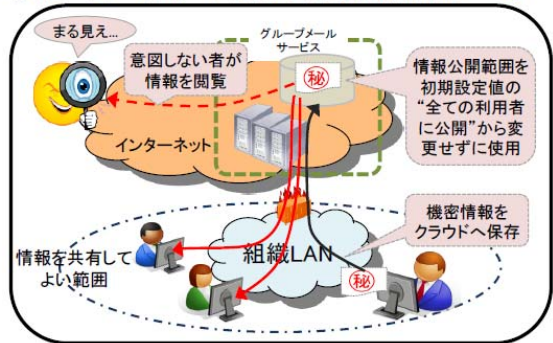 まる見え...
意図しない者が
情報を閲覧
グループメール
サービス
秘
情報公開範囲を
初期設定値の
“全ての利用者
に公開”から変
更せずに使用
インターネット
機密情報を
クラウドへ保存
情報を共有して
よい範囲
組織LAN
秘